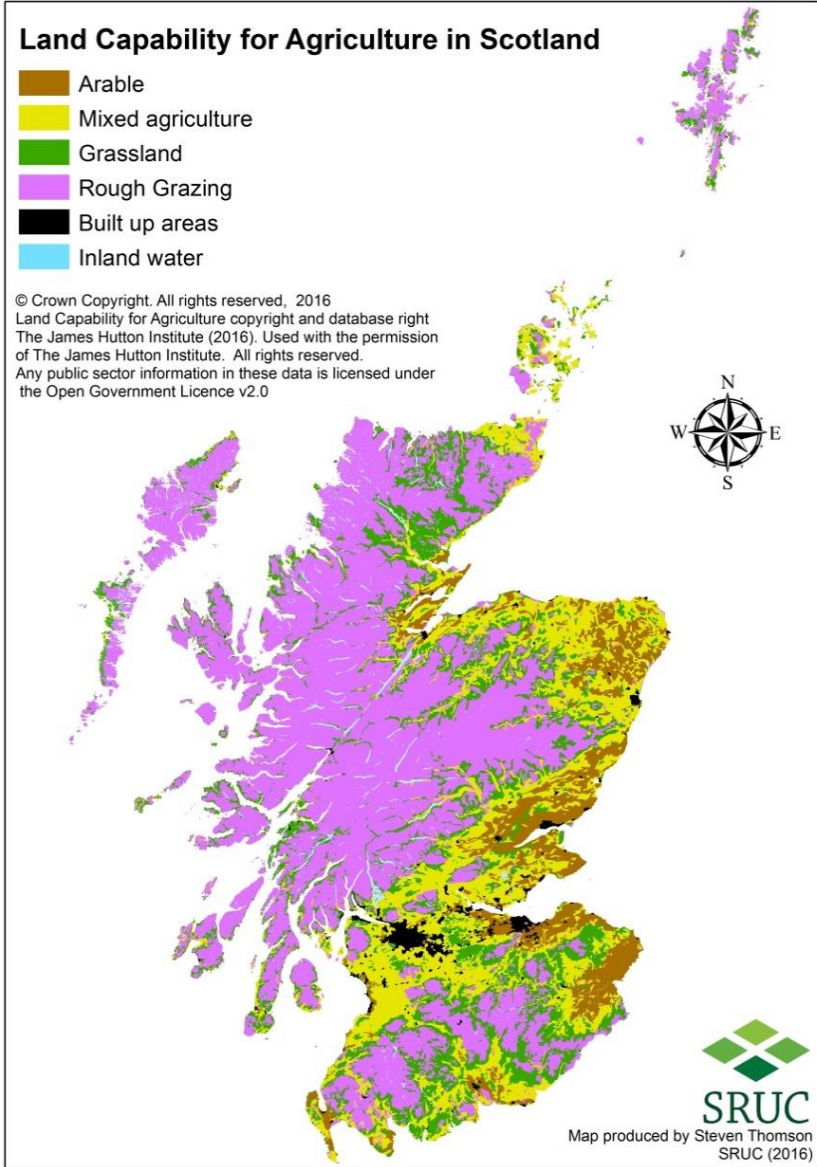 Land Capability for Agriculture in Scotland
Arable
Mixed agriculture
Grassland
Rough Grazing
Built up areas
Inland water
© Crown Copyright. All rights reserved, 2016
Land Capability for Agriculture copyright and database right
The James Hutton Institute (2016). Used with the permission
of The James Hutton Institute. All rights reserved.
Any public sector information in these data is licensed under
the Open Government Licence v2.0
N
W E
S
SRUC
Map produced by Steven Thomson
SRUC (2016)